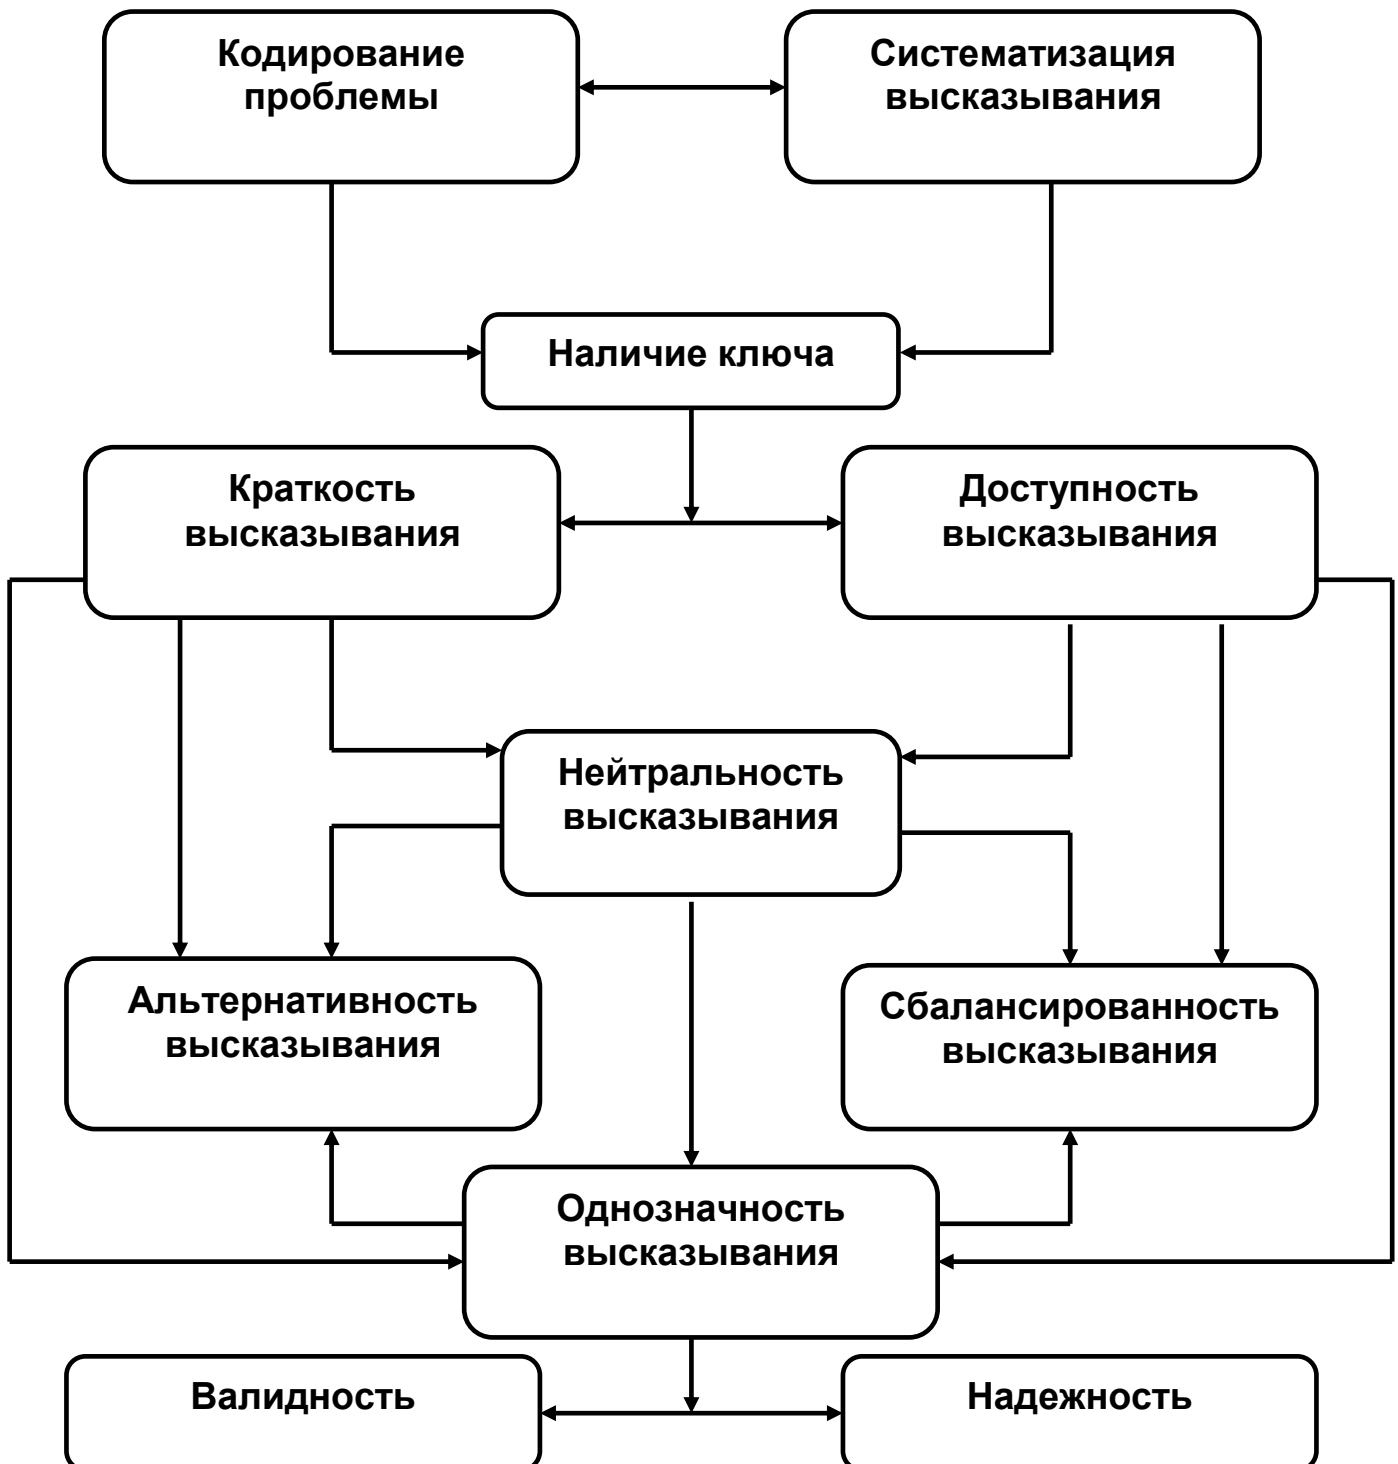 Кодирование
проблемы
Систематизация
высказывания
Наличие ключа
Краткость
высказывания
Доступность
высказывания
Нейтральность
высказывания
Альтернативность
высказывания
Сбалансированность
высказывания
Однозначность
высказывания
Валидность
Надежность